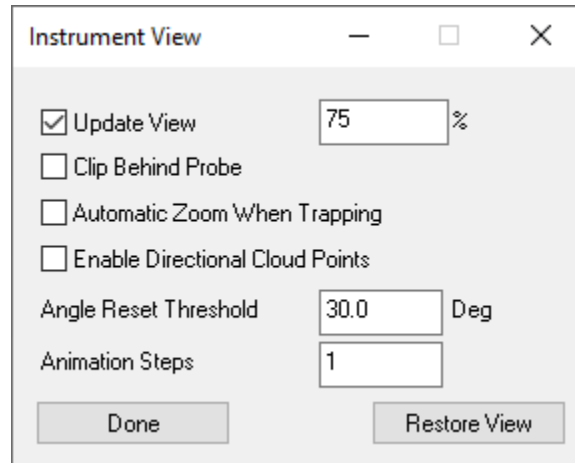 Instrument View
Update View 75 %
Clip Behind Probe
Automatic Zoom When Trapping
Enable Directional Cloud Points
Angle Reset Threshold 30.0 Deg
Animation Steps 1
Done Restore View